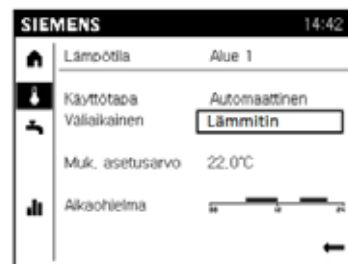 SIEMENS 14:42
Lämpötila Alue 1
Käyttötapa Automaattinen
Väliaikainen Lämmitin
Muk. asetusarvo 22.0°C
Aikaohjelma